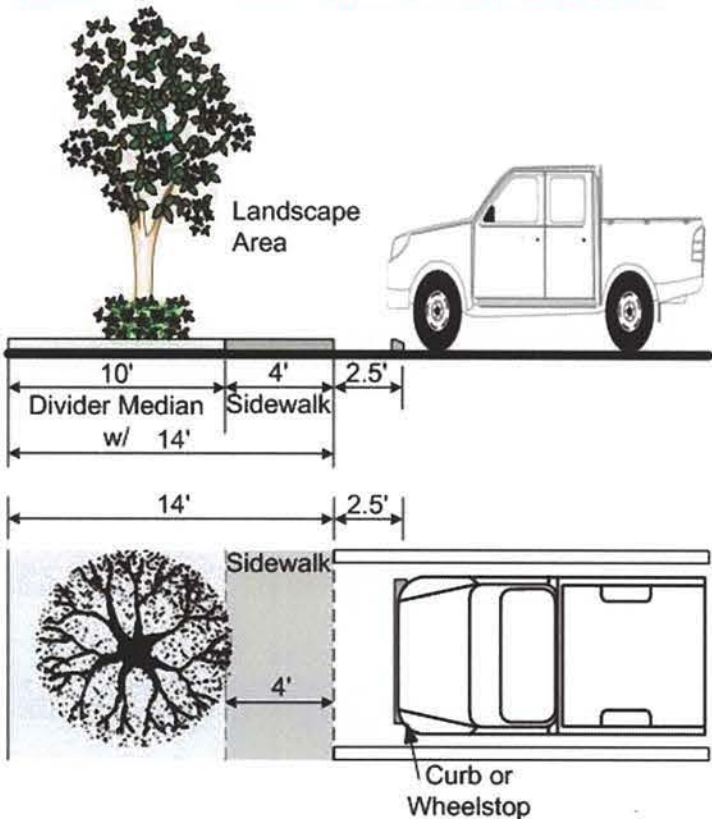 Landscape
Area
10' 4' 2.5'
Divider Median Sidewalk
w/ 14'
14' 2.5'
Sidewalk
4'
Curb or
Wheelstop